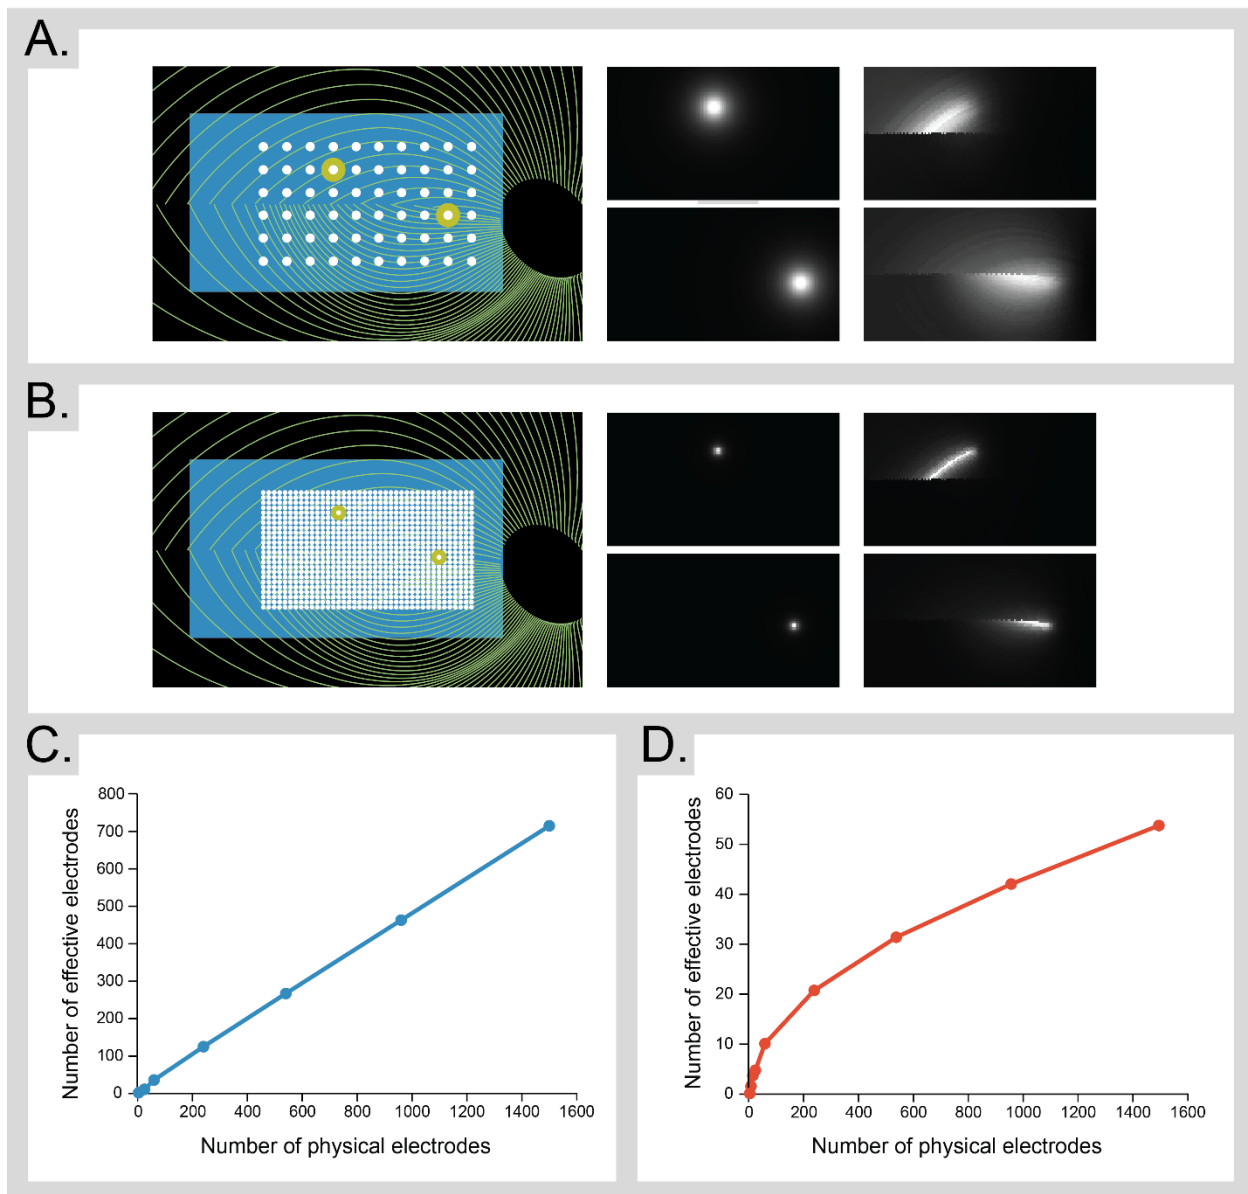 A.
B.
C.
D.
Number of effective electrodes
800
700
600
500
400
300
200
100
0
0 200 400 600 800 1000 1200 1400 1600
Number of physical electrodes
Number of effective electrodes
60
50
40
30
20
10
0
0 200 400 600 800 1000 1200 1400 1600
Number of physical electrodes